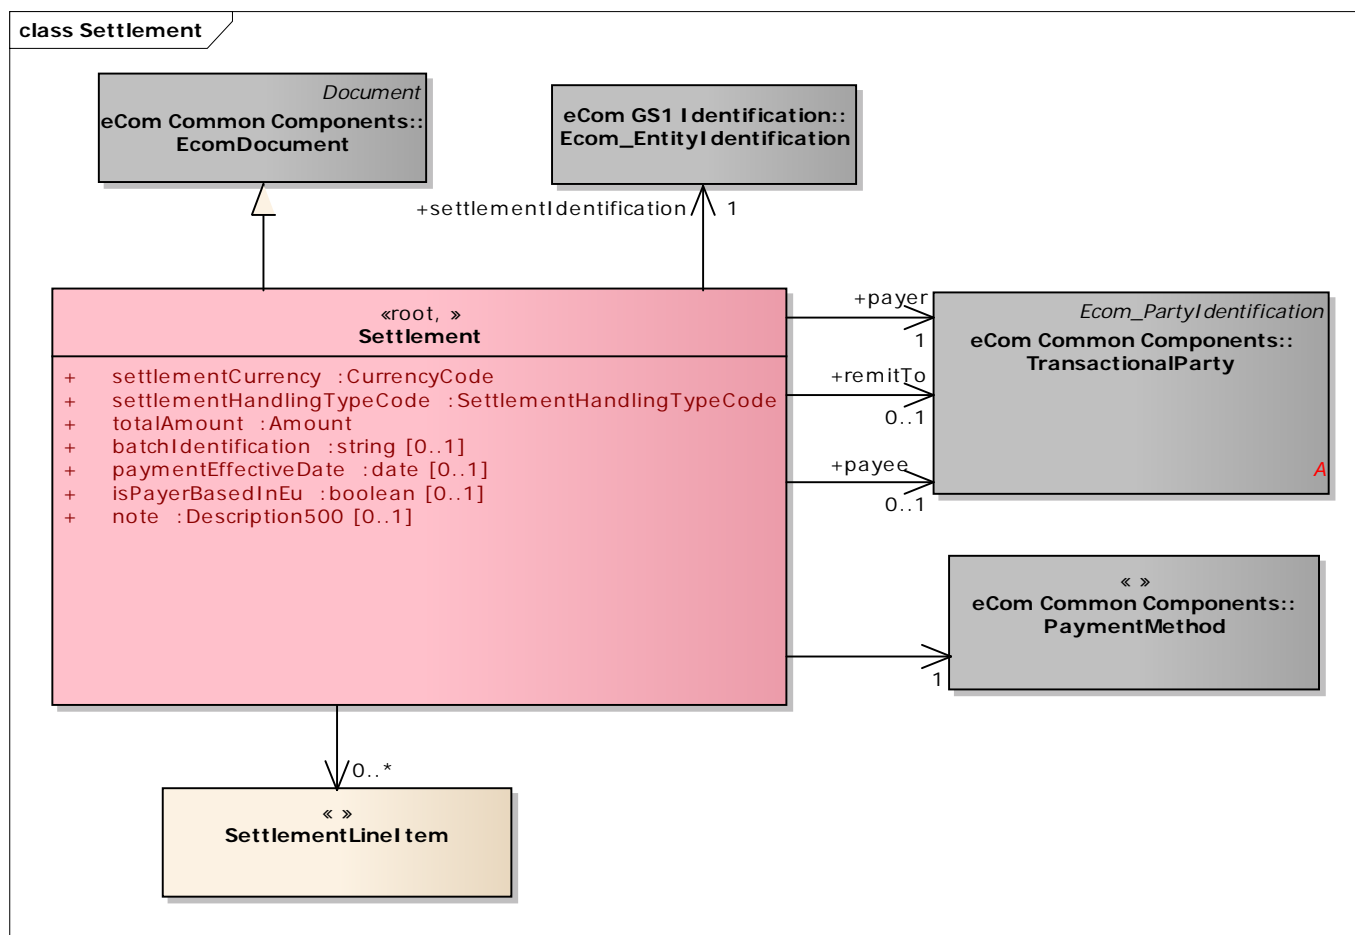 class Settlement
Document
eCom Common Components::
EcomDocument
eCom GS1 Identification::
Ecom_EntityIdentification
+settlementIdentification 1
«root, »
Settlement
+ settlementCurrency :CurrencyCode
+ settlementHandlingTypeCode :SettlementHandlingTypeCode
+ totalAmount :Amount
+ batchIdentification :string [0..1]
+ paymentEffectiveDate :date [0..1]
+ isPayerBasedInEu :boolean [0..1]
+ note :Description500 [0..1]
+payer
1
+remitTo
0..1
+payee
0..1
Ecom_PartyIdentification
eCom Common Components::
TransactionalParty
A
« »
eCom Common Components::
PaymentMethod
1
0..*
« »
SettlementLineItem